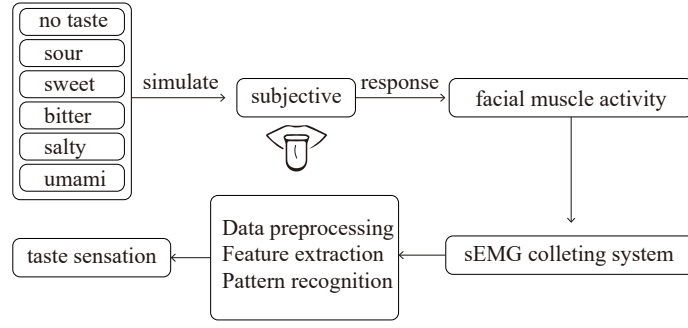 no taste
sour
sweet
bitter
salty
umami
simulate
subjective
response
facial muscle activity
sEMG colleting system
Data preprocessing
Feature extraction
Pattern recognition
taste sensation